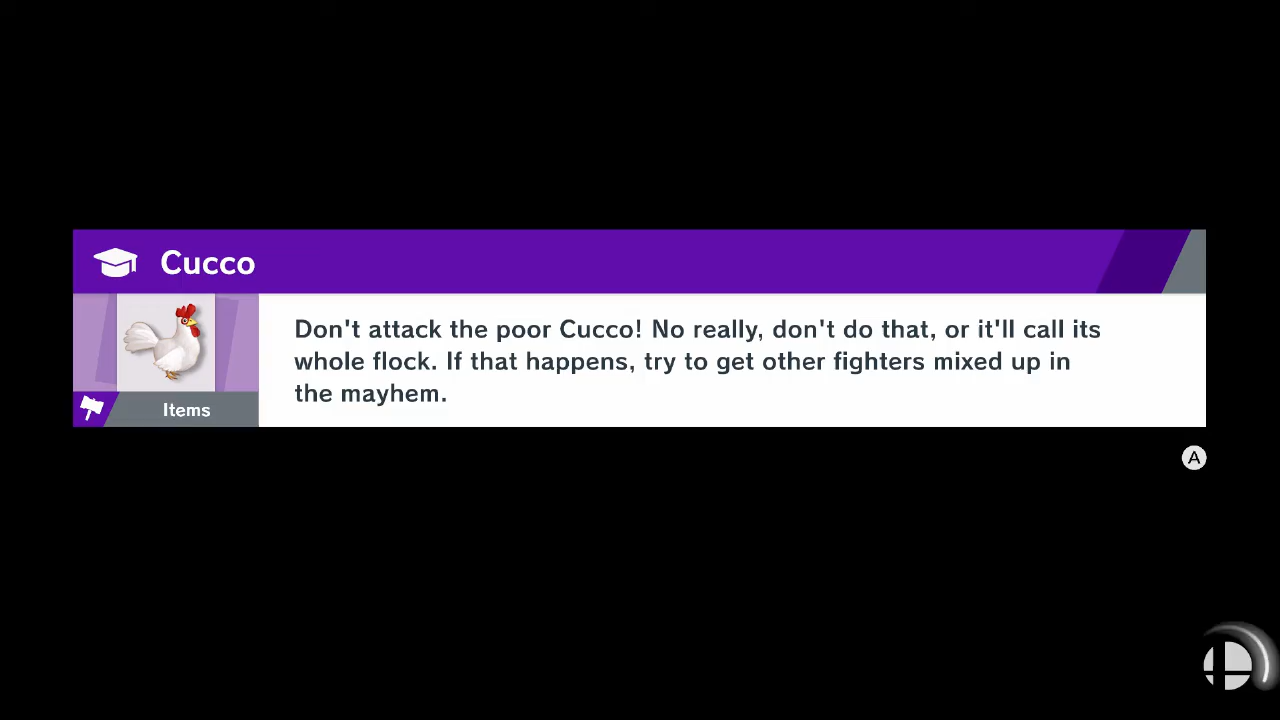 Cucco
Don't attack the poor Cucco! No really, don't do that, or it'll call its
whole flock. If that happens, try to get other fighters mixed up in
the mayhem.
Items
A